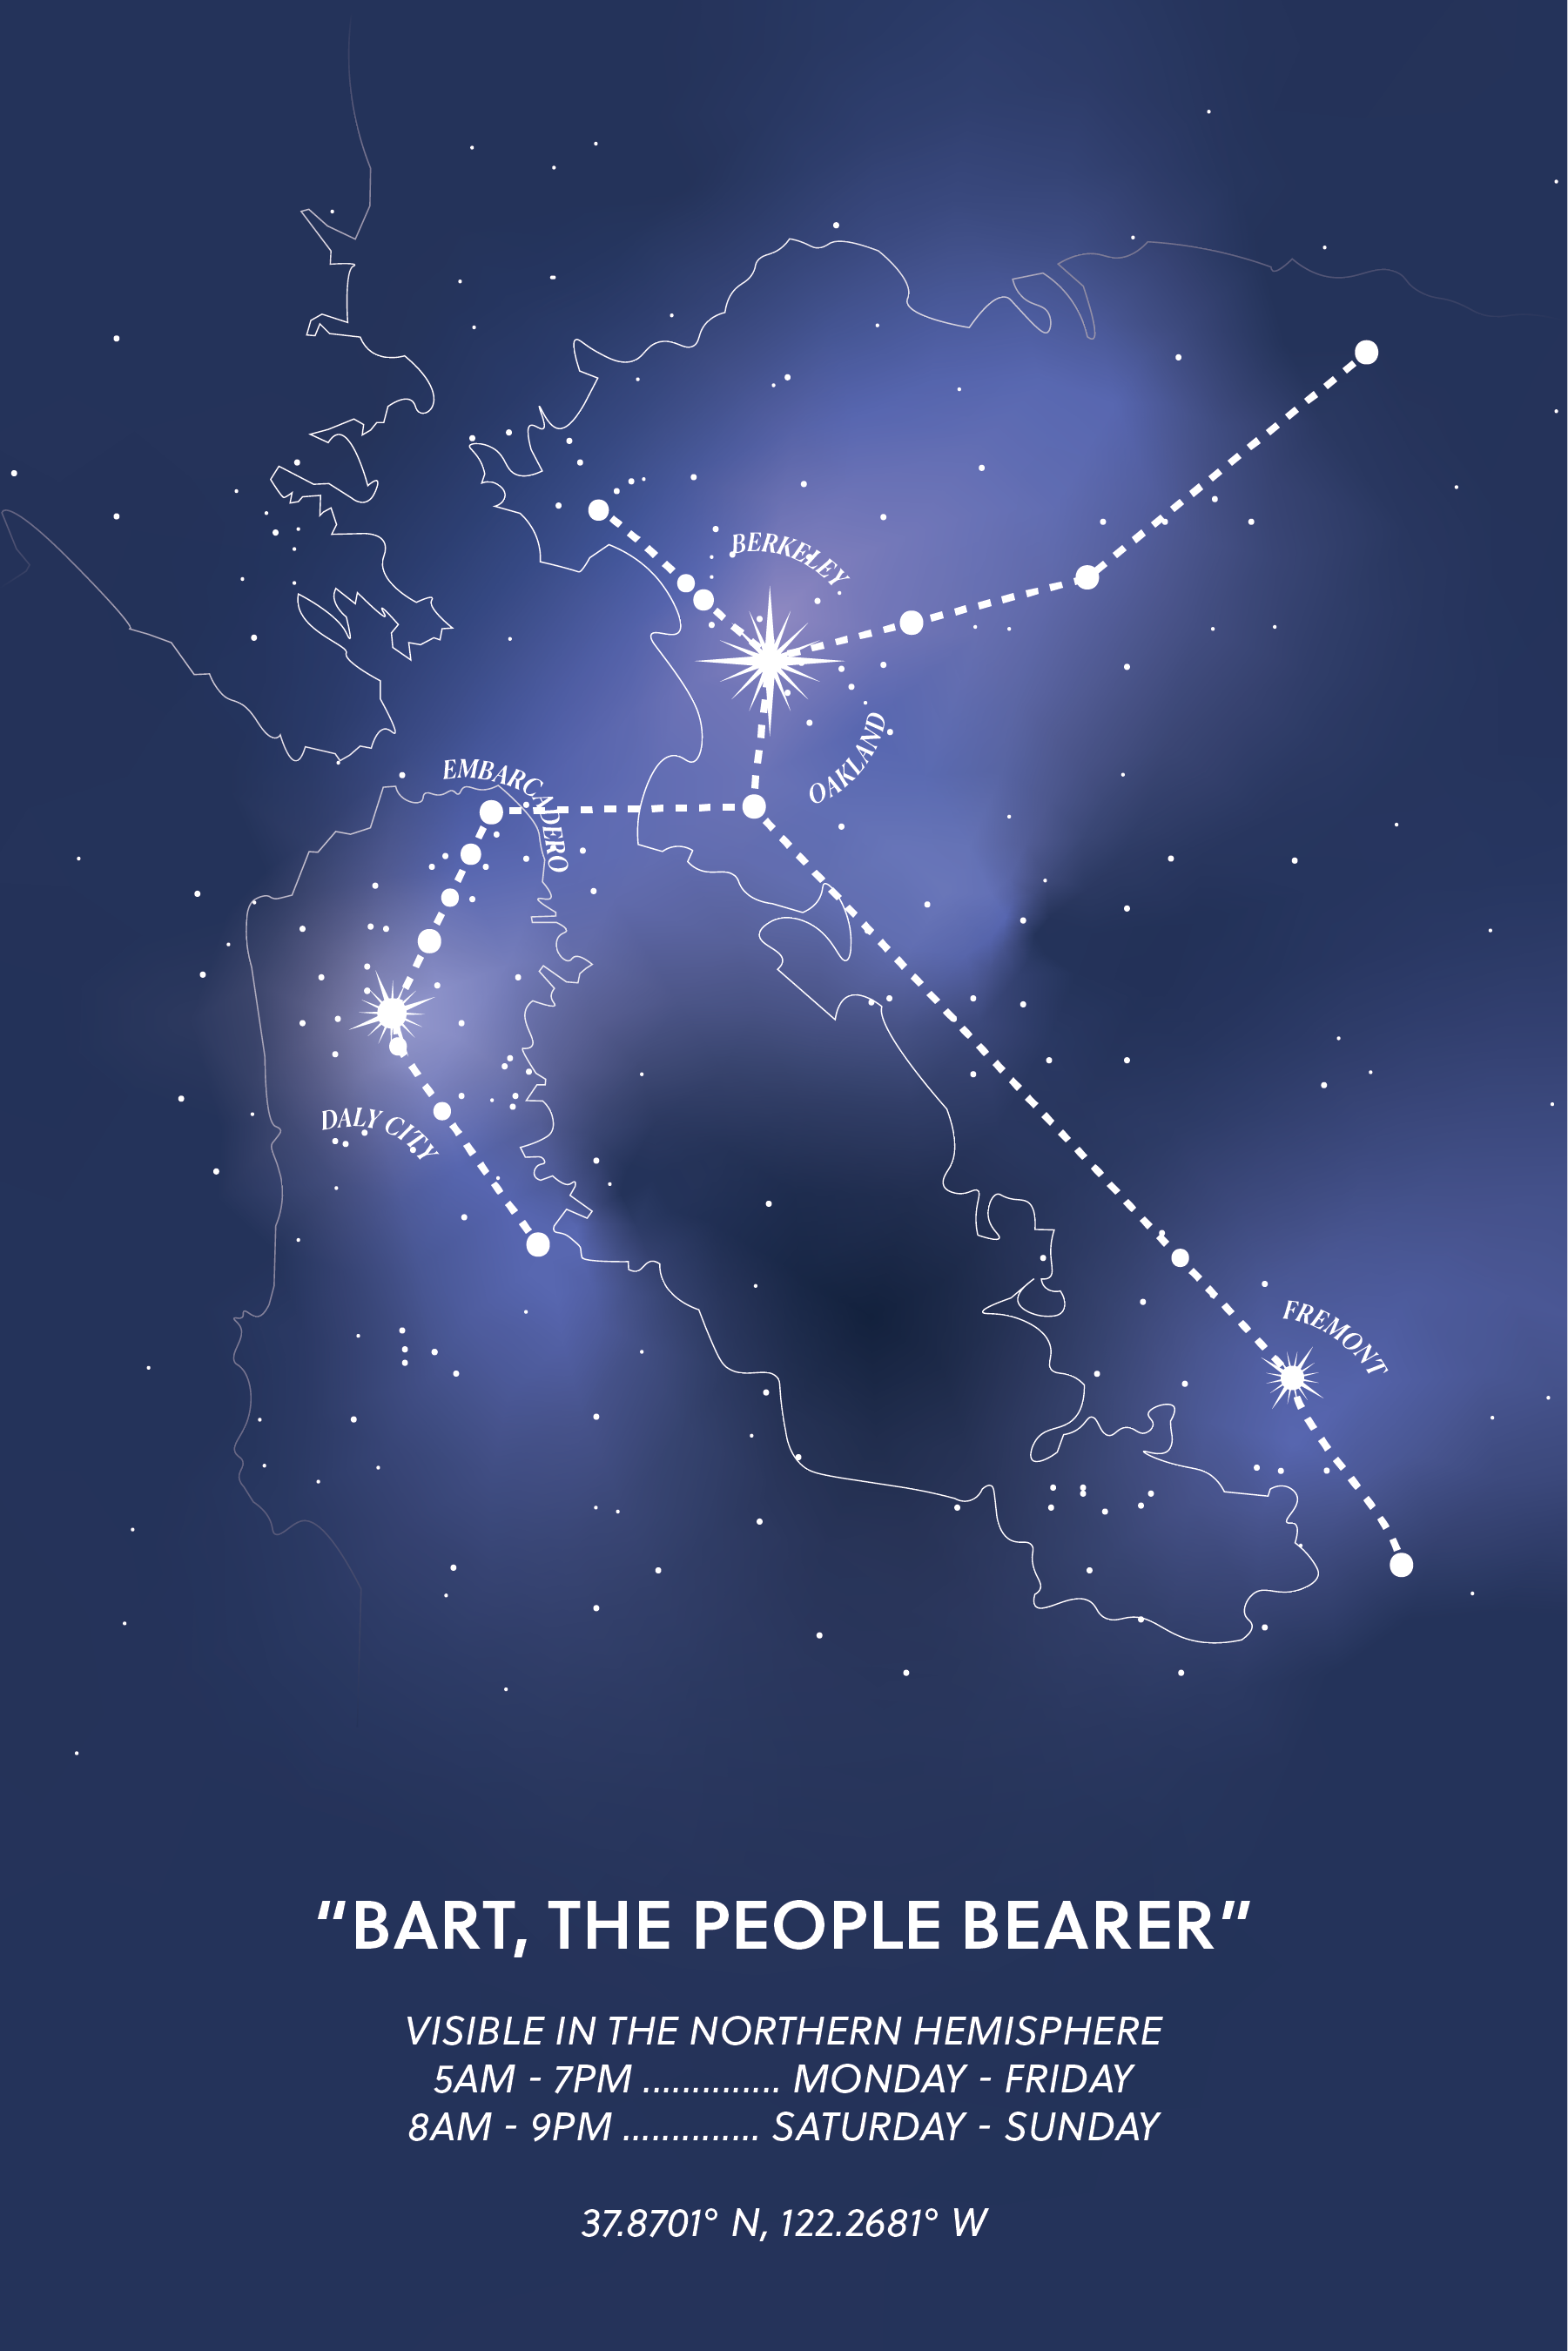 BERKELEY
OAKLAND
EMBARCADERO
DALY CITY
FREMONT
"BART, THE PEOPLE BEARER"
VISIBLE IN THE NORTHERN HEMISPHERE
5AM - 7PM .............. MONDAY - FRIDAY
8AM - 9PM .............. SATURDAY - SUNDAY
37.8701° N, 122.2681° W